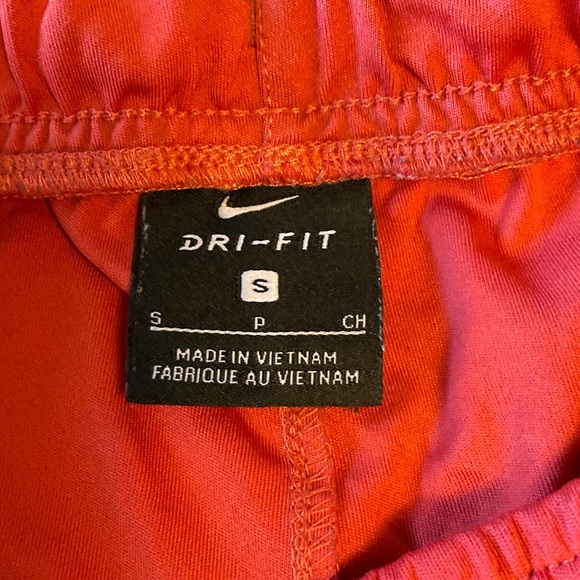 DRI-FIT
S
S P CH
MADE IN VIETNAM
FABRIQUE AU VIETNAM